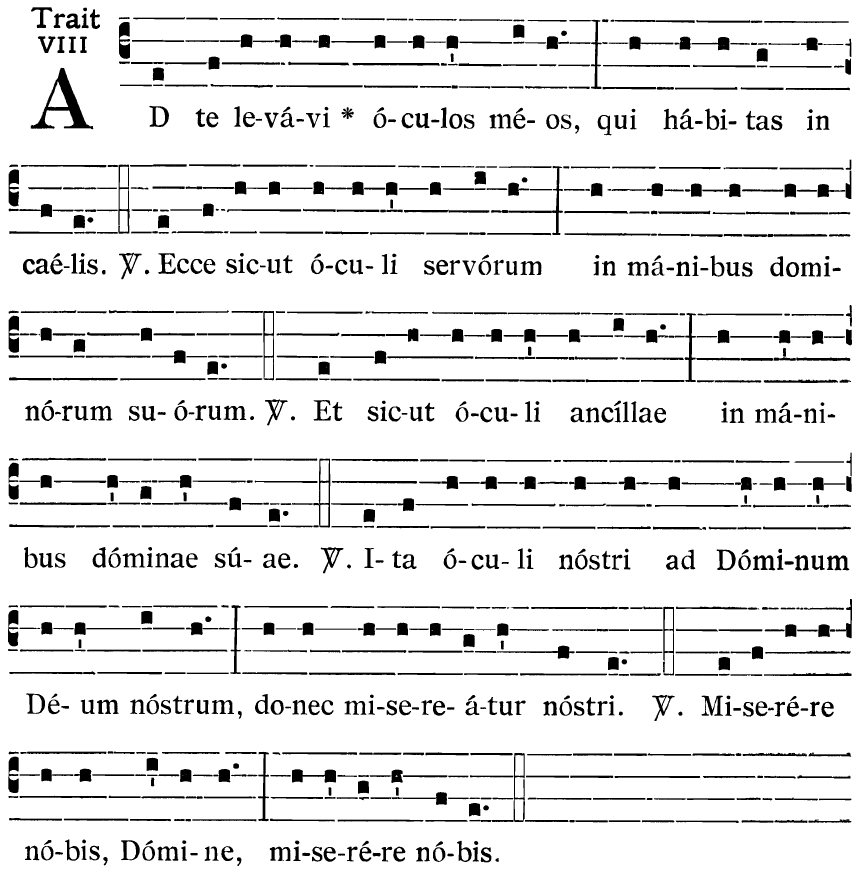 Trait
VIII
AD te le-vá-vi * ó-cu-los mé- os, qui há-bi- tas in
caé-lis. ℣. Ecce sic-ut ó-cu- li servórum in má-ni-bus domi-
nó-rum su- ó-rum. ℣. Et sic-ut ó-cu- li ancíllae in má-ni-
bus dóminae sú- ae. ℣. I- ta ó-cu- li nóstri ad Dómi-num
Dé- um nóstrum, do-nec mi-se-re- á-tur nóstri. ℣. Mi-se-ré-re
nó-bis, Dómi- ne, mi-se-ré-re nó-bis.